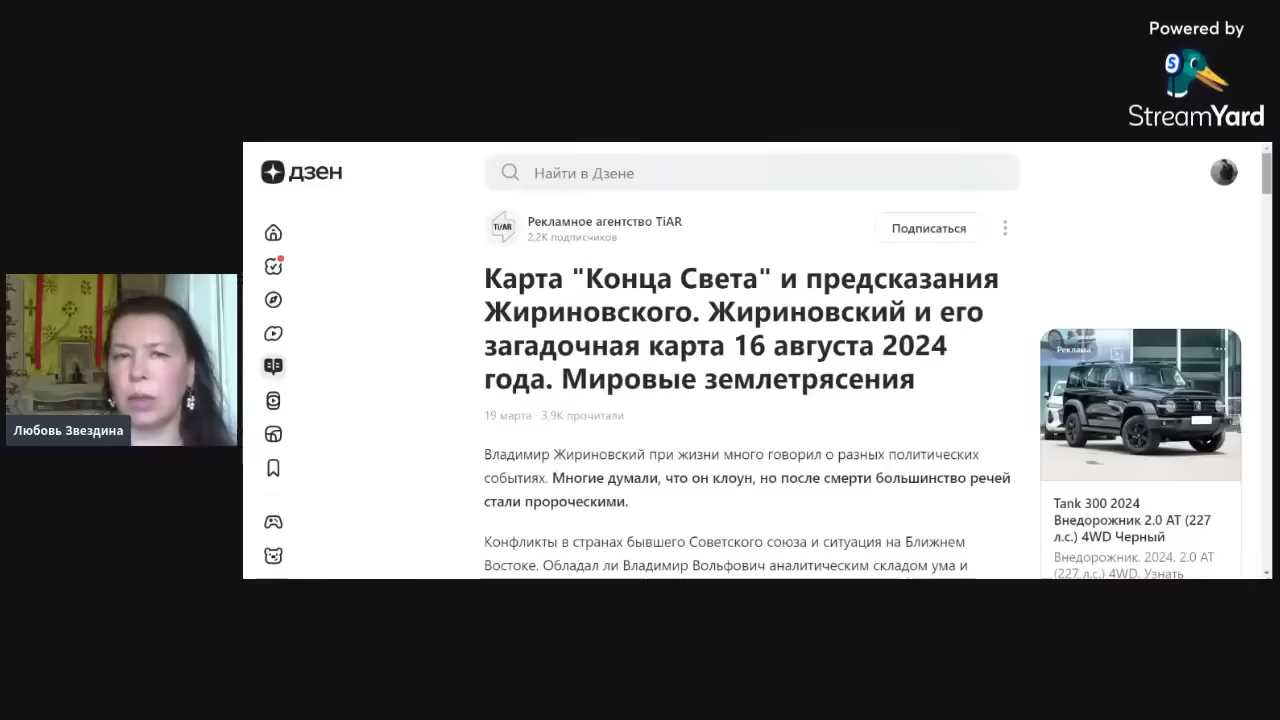 Powered by
StreamYard
дзен
Найти в Дзене
Ti/AR
Рекламное агентство TiAR
2,2K подписчиков
Подписаться
Карта "Конца Света" и предсказания
Жириновского. Жириновский и его
загадочная карта 16 августа 2024
года. Мировые землетрясения
19 марта · 3,9K прочитали
Владимир Жириновский при жизни много говорил о разных политических
событиях. Многие думали, что он клоун, но после смерти большинство речей
стали пророческими.
Конфликты в странах бывшего Советского союза и ситуация на Ближнем
Востоке. Обладал ли Владимир Вольфович аналитическим складом ума и
Реклама
Tank 300 2024
Внедорожник 2.0 AT (227
л.с.) 4WD Черный
Внедорожник. 2024. 2.0 AT
(227 л.с.) 4WD. Узнать
Любовь Звездина